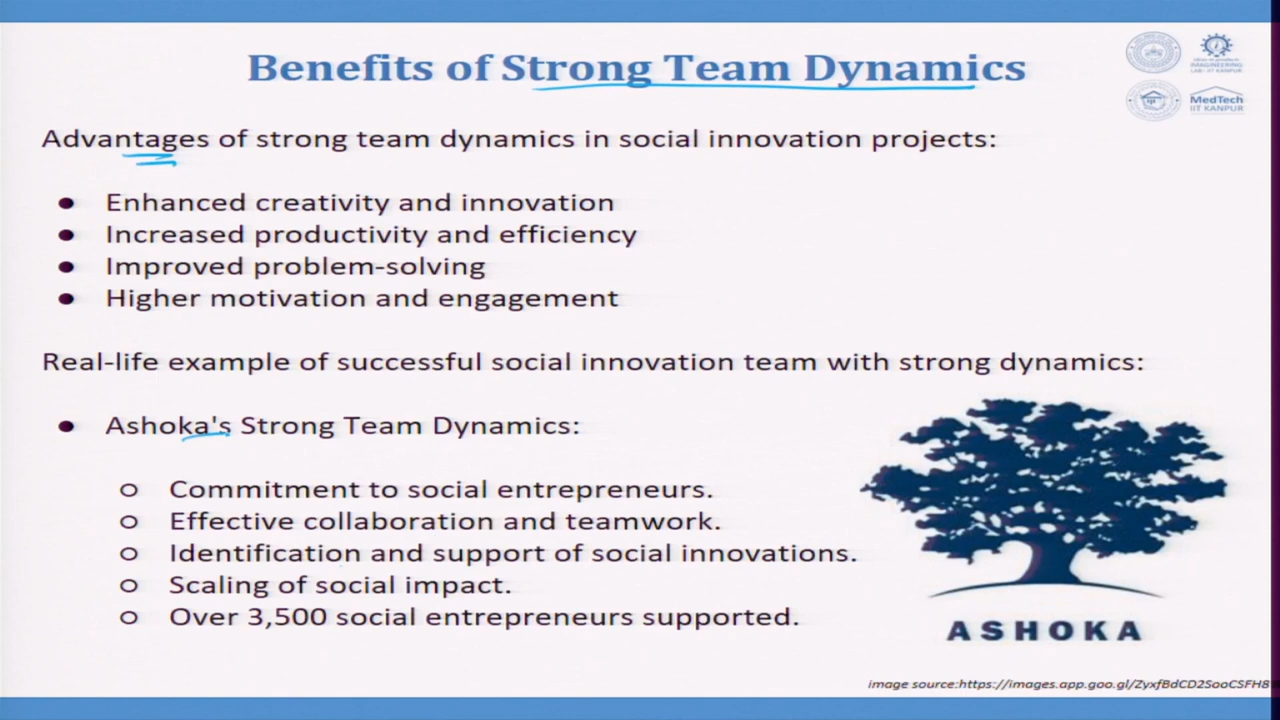 Benefits of Strong Team Dynamics
IMAGINEERING
LAB-IIT KANPUR
MedTech
IIT KANPUR
Advantages of strong team dynamics in social innovation projects:
● Enhanced creativity and innovation
● Increased productivity and efficiency
● Improved problem-solving
● Higher motivation and engagement
Real-life example of successful social innovation team with strong dynamics:
● Ashoka's Strong Team Dynamics:
o Commitment to social entrepreneurs.
o Effective collaboration and teamwork.
o Identification and support of social innovations.
o Scaling of social impact.
o Over 3,500 social entrepreneurs supported.
ASHOKA
image source:https://images.app.goo.gl/ZyxfBdCD2SooCSFH8